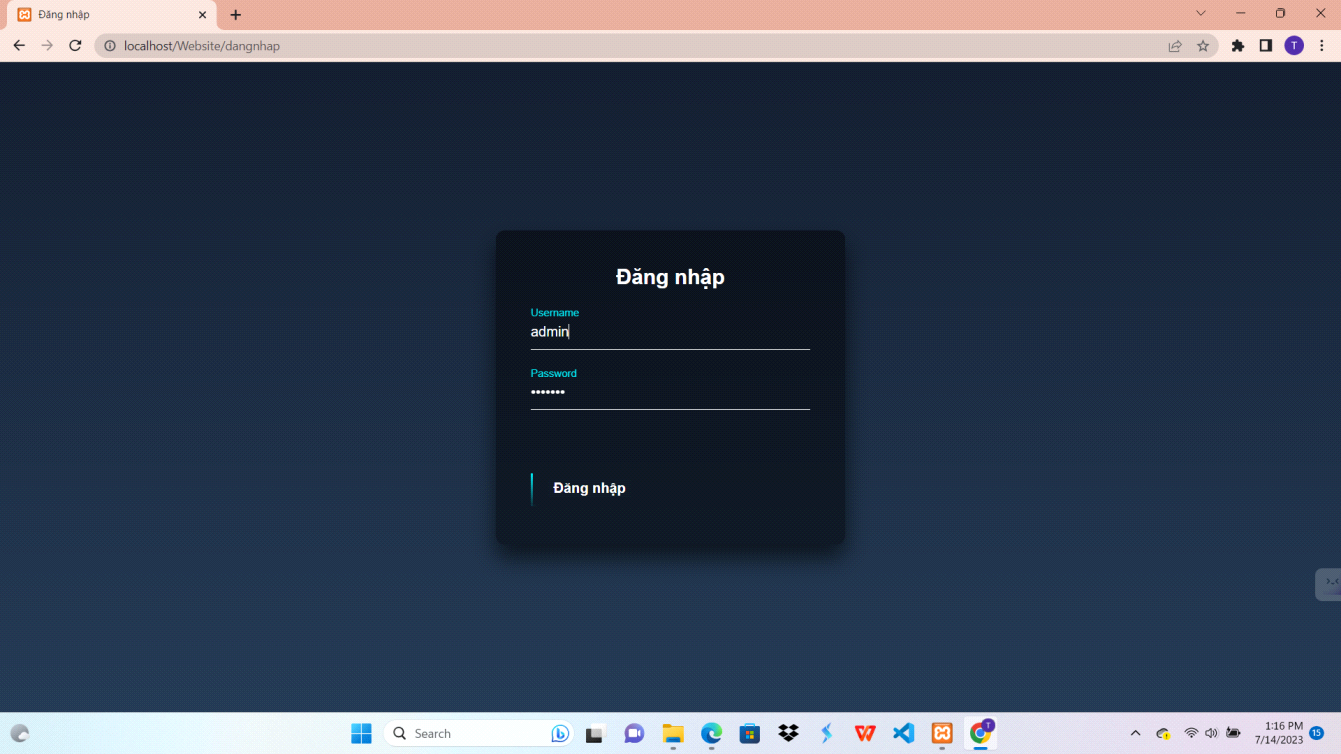 Đăng nhập
localhost/Website/dangnhap
T
Đăng nhập
Username
admin
Password
•••••••
Đăng nhập
Search
T
1:16 PM
7/14/2023
15